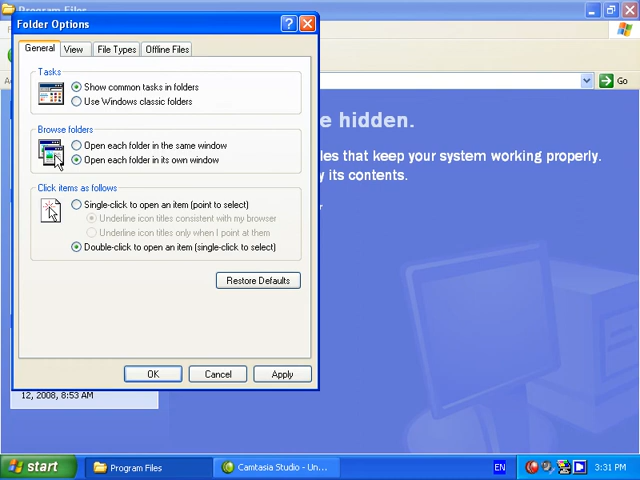 Program Files
Folder Options
General View File Types Offline Files
Tasks
Show common tasks in folders
Use Windows classic folders
Browse folders
Open each folder in the same window
Open each folder in its own window
Click items as follows
Single-click to open an item (point to select)
Underline icon titles consistent with my browser
Underline icon titles only when I point at them
Double-click to open an item (single-click to select)
Restore Defaults
OK Cancel Apply
Go
e hidden.
les that keep your system working properly.
y its contents.
12, 2008, 8:53 AM
start Program Files Camtasia Studio - Un... EN 3:31 PM